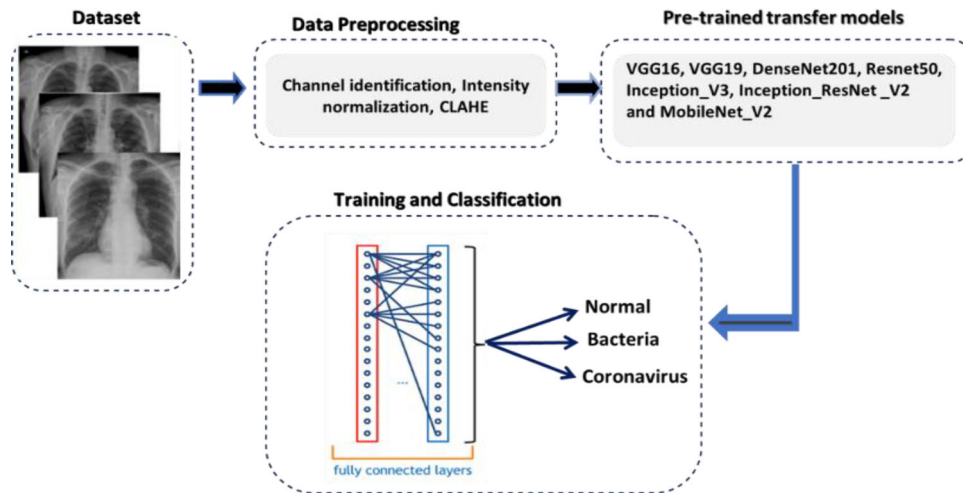 Dataset
Data Preprocessing
Pre-trained transfer models
Channel identification, Intensity
normalization, CLAHE
VGG16, VGG19, DenseNet201, Resnet50,
Inception_V3, Inception_ResNet _V2
and MobileNet_V2
Training and Classification
Normal
Bacteria
Coronavirus
...
fully connected layers